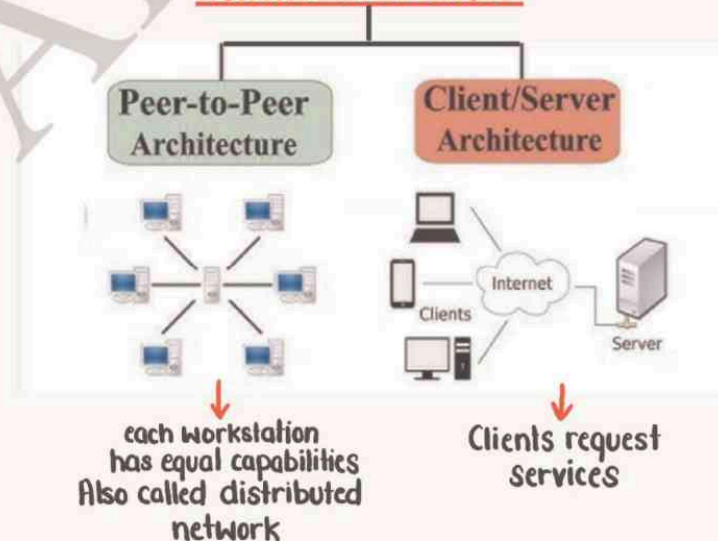 Peer-to-Peer
Architecture
Client/Server
Architecture
Internet
Clients
Server
each workstation
has equal capabilities
Also called distributed
network
Clients request
services